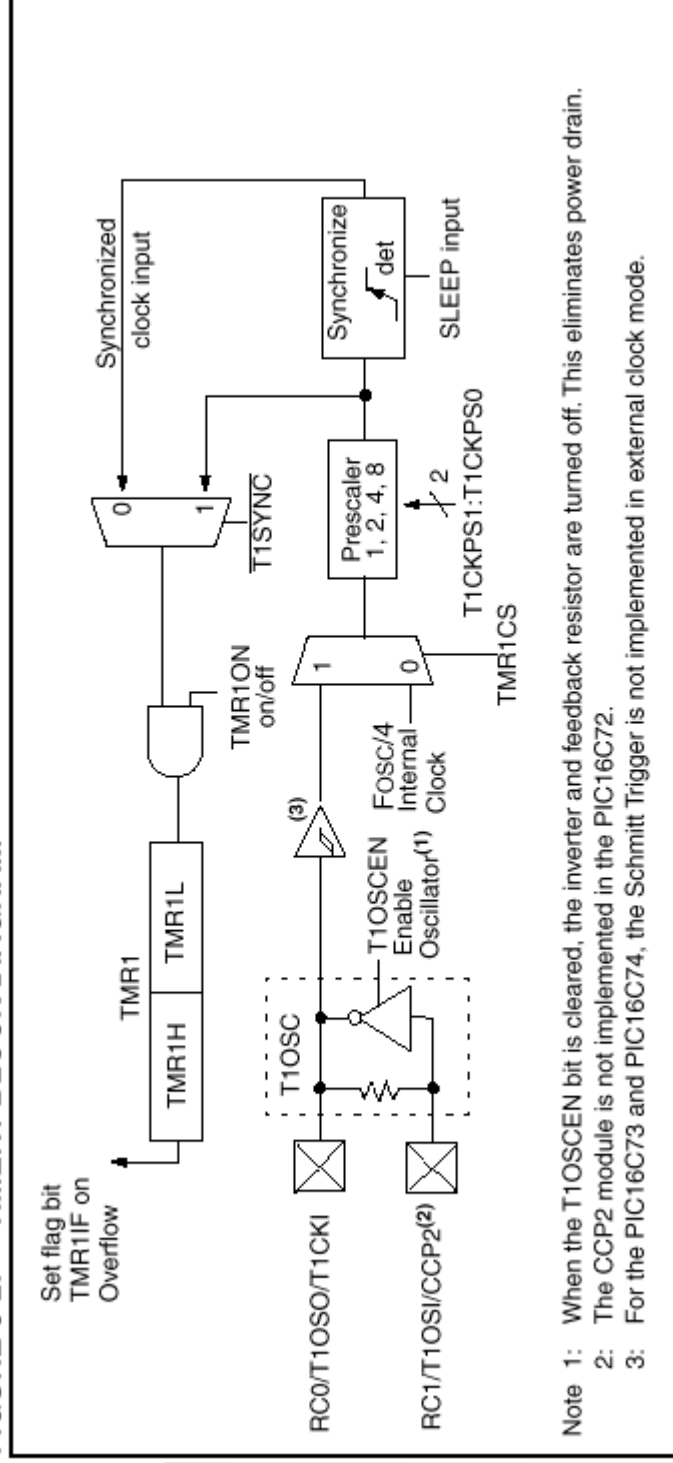 Set flag bit
TMR1IF on
Overflow
TMR1
TMR1H
TMR1L
TMR1ON
on/off
0
1
T1SYNC
Synchronized
clock input
RC0/T1OSO/T1CKI
RC1/T1OSI/CCP2(2)
T1OSC
T1OSCEN
Enable
Oscillator(1)
(3)
FOSC/4
Internal
Clock
1
0
TMR1CS
Prescaler
1, 2, 4, 8
2
T1CKPS1:T1CKPS0
Synchronize
det
SLEEP input
Note 1: When the T1OSCEN bit is cleared, the inverter and feedback resistor are turned off. This eliminates power drain.
2: The CCP2 module is not implemented in the PIC16C72.
3: For the PIC16C73 and PIC16C74, the Schmitt Trigger is not implemented in external clock mode.